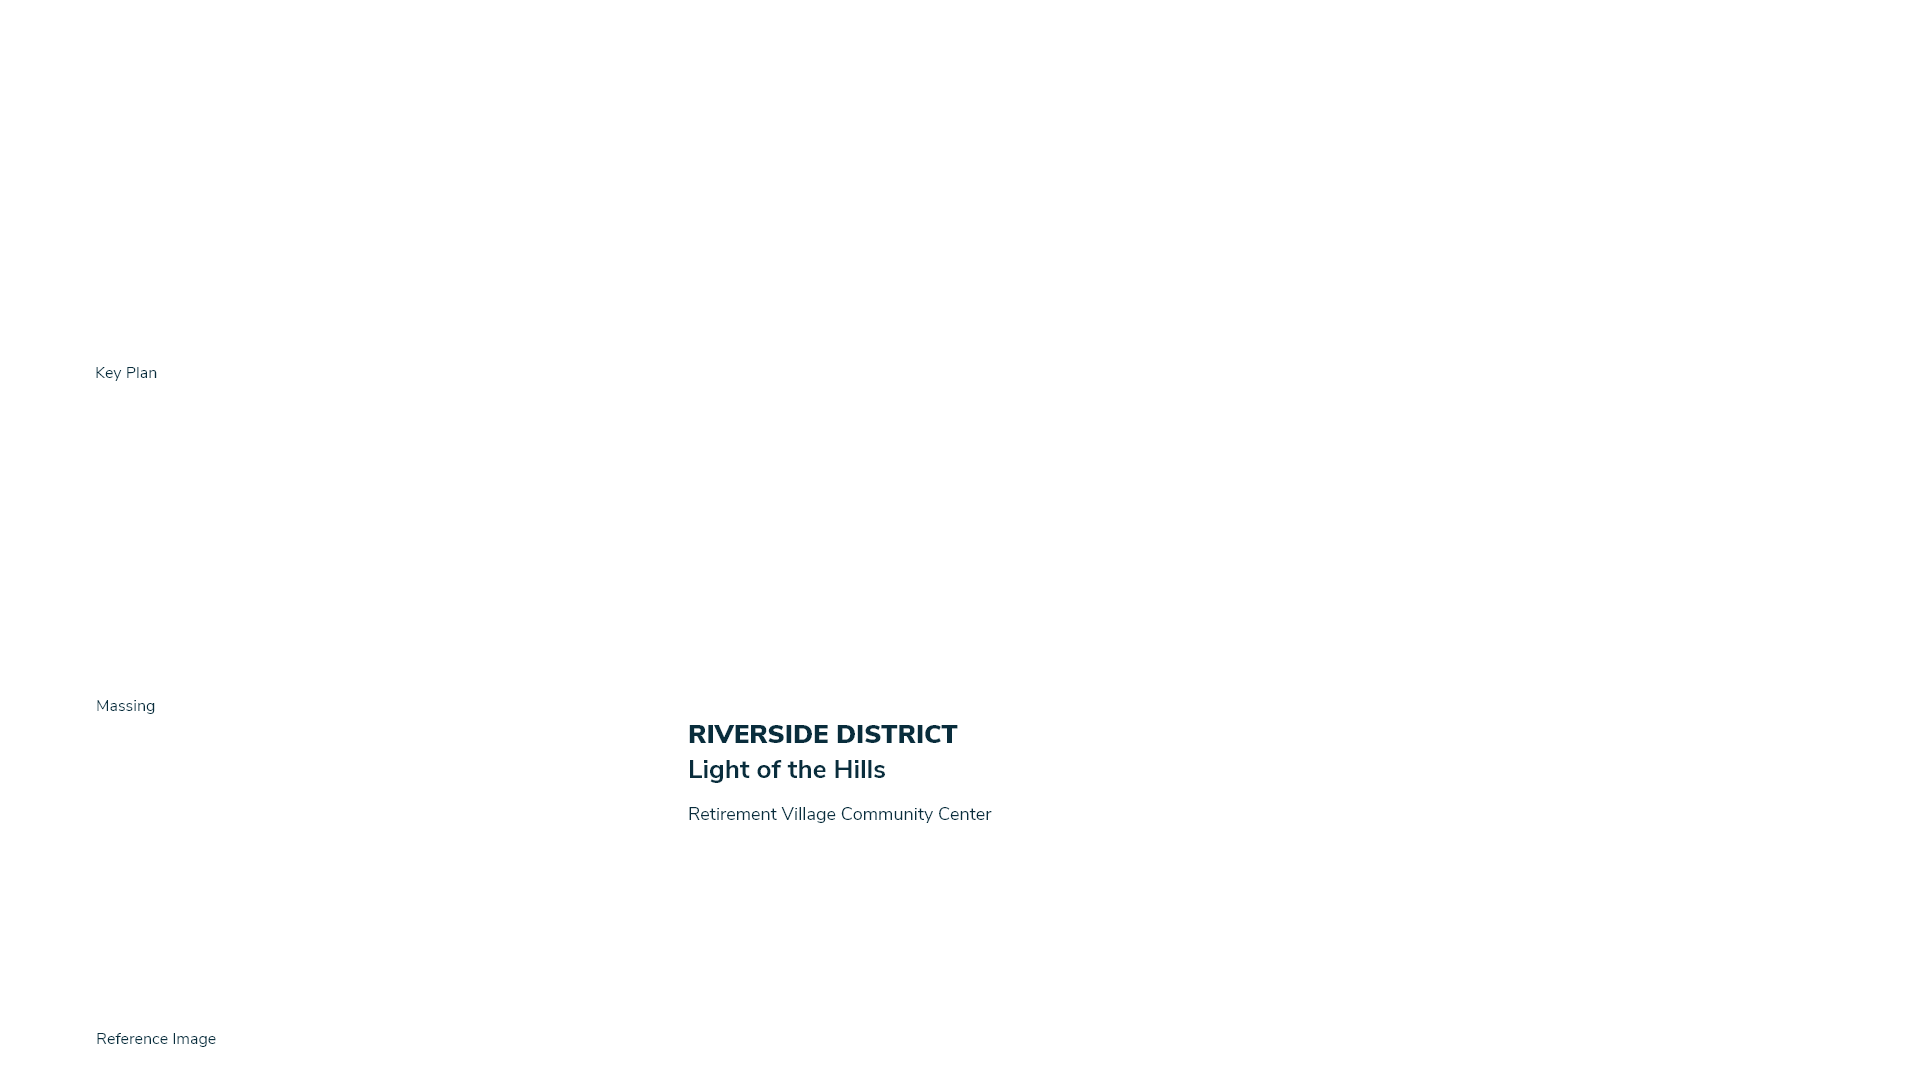 Key Plan
Massing
RIVERSIDE DISTRICT
Light of the Hills
Retirement Village Community Center
Reference Image